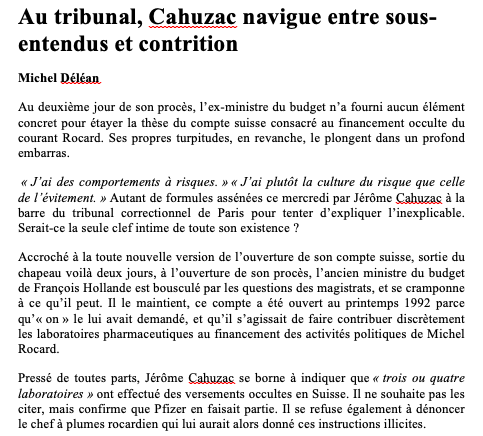 Au tribunal, Cahuzac navigue entre sous-
entendus et contrition
Michel Déléan
Au deuxième jour de son procès, l'ex-ministre du budget n'a fourni aucun élément
concret pour étayer la thèse du compte suisse consacré au financement occulte du
courant Rocard. Ses propres turpitudes, en revanche, le plongent dans un profond
embarras.
« J'ai des comportements à risques. » « J'ai plutôt la culture du risque que celle
de l'évitement. » Autant de formules assénées ce mercredi par Jérôme Cahuzac à la
barre du tribunal correctionnel de Paris pour tenter d'expliquer l'inexplicable.
Serait-ce la seule clef intime de toute son existence ?
Accroché à la toute nouvelle version de l'ouverture de son compte suisse, sortie du
chapeau voilà deux jours, à l'ouverture de son procès, l'ancien ministre du budget
de François Hollande est bousculé par les questions des magistrats, et se cramponne
à ce qu'il peut. Il le maintient, ce compte a été ouvert au printemps 1992 parce
qu'« on » le lui avait demandé, et qu'il s'agissait de faire contribuer discrètement
les laboratoires pharmaceutiques au financement des activités politiques de Michel
Rocard.
Pressé de toutes parts, Jérôme Cahuzac se borne à indiquer que « trois ou quatre
laboratoires » ont effectué des versements occultes en Suisse. Il ne souhaite pas les
citer, mais confirme que Pfizer en faisait partie. Il se refuse également à dénoncer
le chef à plumes rocardien qui lui aurait alors donné ces instructions illicites.